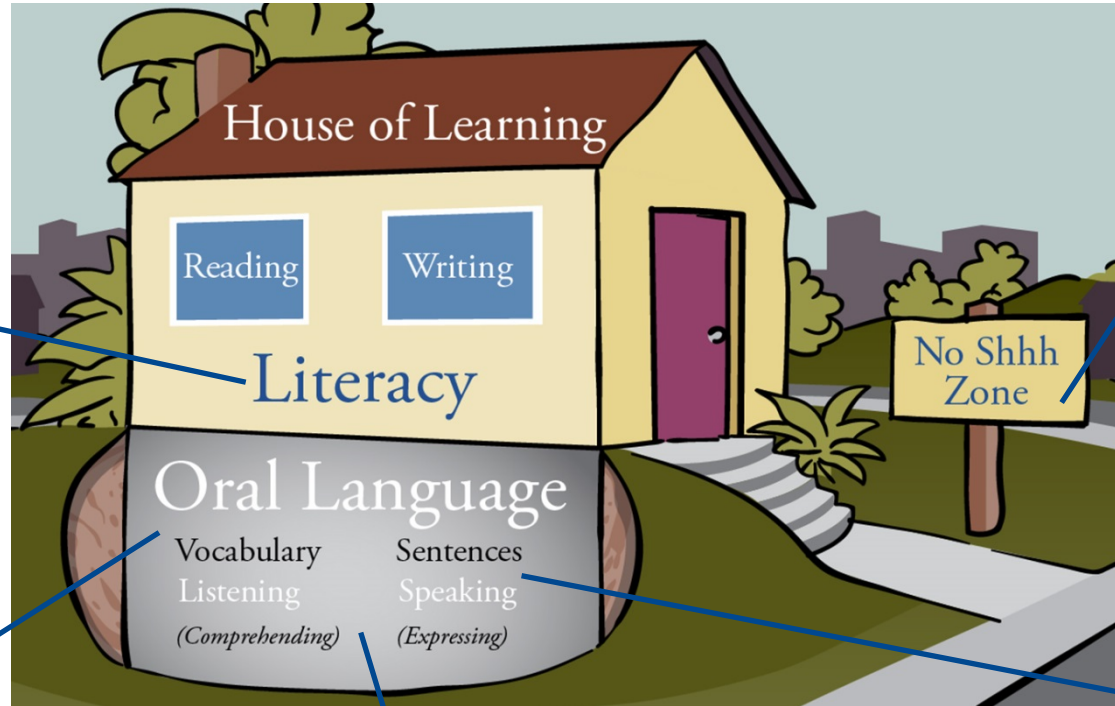 House of Learning
Reading
Writing
Literacy
No Shhh
Zone
Oral Language
Vocabulary Sentences
Listening Speaking
(Comprehending) (Expressing)